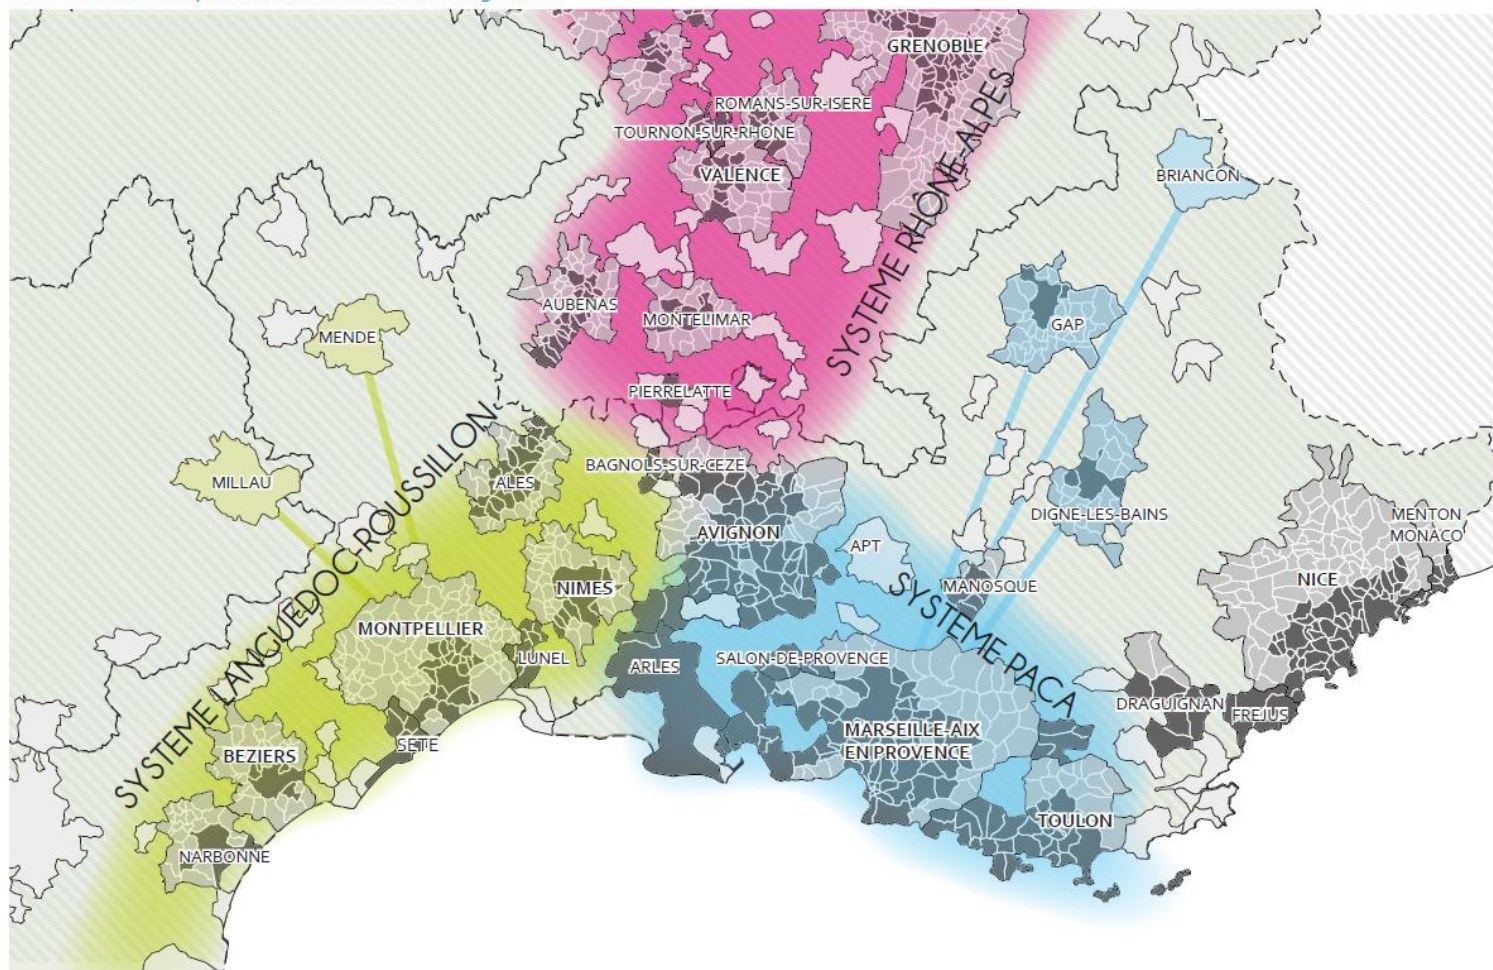 GRENOBLE
ROMANS-SUR-ISERE
TOURNON-SUR-RHONE
VALENCE
BRIANCON
SYSTEME RHÔNE-ALPES
AUBENAS
MONTELIMAR
GAP
MENDE
PIERRELATTE
SYSTEME LANGUEDOC-ROUSSILLON
BAGNOLS-SUR-CEZE
MILLAU
ALES
DIGNE-LES-BAINS
MENTON
MONACO
AVIGNON
APT
NICE
NIMES
MANOSQUE
SYSTEME PACA
MONTPELLIER
LUNEL
ARLES
SALON-DE-PROVENCE
DRAGUIGNAN
FREJUS
SETE
BEZIERS
MARSEILLE-AIX
EN PROVENCE
TOULON
NARBONNE